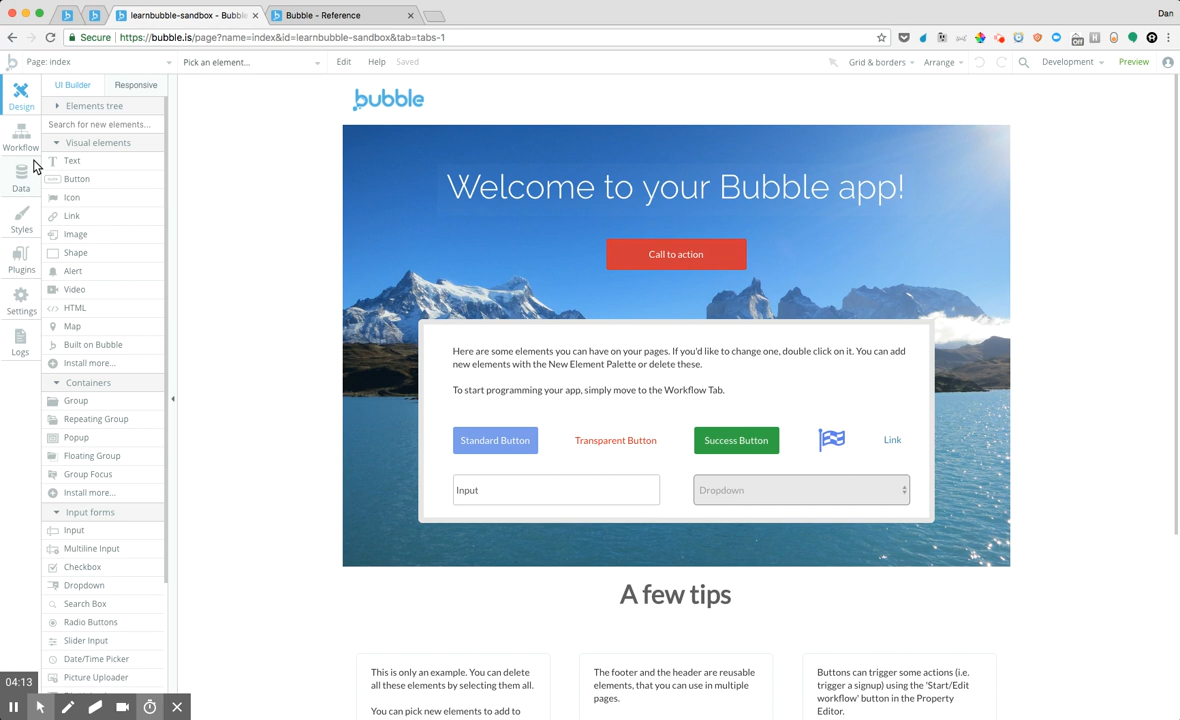 learnbubble-sandbox - Bubble
Bubble - Reference
Dan
Secure
https://bubble.is/page?name=index&id=learnbubble-sandbox&tab=tabs-1
Page: index
Pick an element...
Edit
Help
Saved
Grid & borders
Arrange
Development
Preview
Design
Workflow
Data
Styles
Plugins
Settings
Logs
UI Builder
Responsive
Elements tree
Search for new elements...
Visual elements
Text
Button
Icon
Link
Image
Shape
Alert
Video
HTML
Map
Built on Bubble
Install more...
Containers
Group
Repeating Group
Popup
Floating Group
Group Focus
Install more...
Input forms
Input
Multiline Input
Checkbox
Dropdown
Search Box
Radio Buttons
Slider Input
Date/Time Picker
Picture Uploader
04:13
bubble
Welcome to your Bubble app!
Call to action
Here are some elements you can have on your pages. If you'd like to change one, double click on it. You can add
new elements with the New Element Palette or delete these.
To start programming your app, simply move to the Workflow Tab.
Standard Button
Transparent Button
Success Button
Link
Input
Dropdown
A few tips
This is only an example. You can delete
all these elements by selecting them all.
You can pick new elements to add to
The footer and the header are reusable
elements, that you can use in multiple
pages.
Buttons can trigger some actions (i.e.
trigger a signup) using the 'Start/Edit
workflow' button in the Property
Editor.